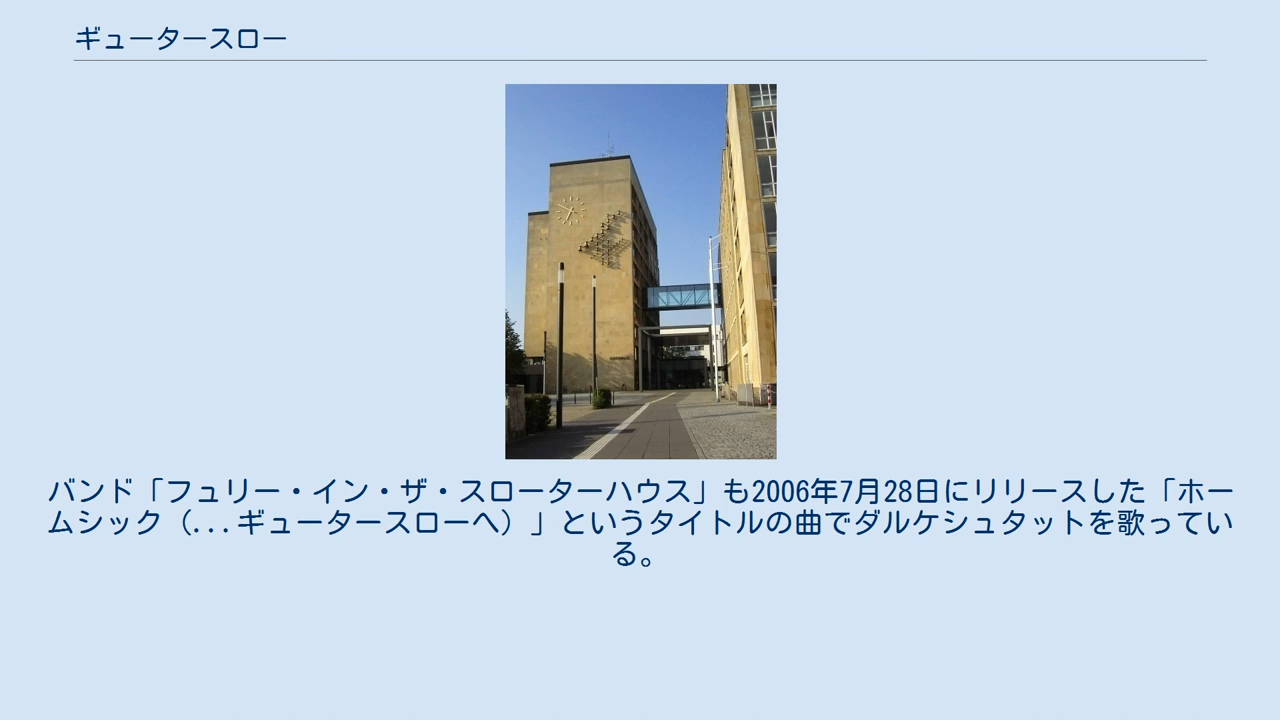 ギュータースロー
バンド「フュリー・イン・ザ・スローターハウス」も2006年7月28日にリリースした「ホー
ムシック（...ギュータースローへ）」というタイトルの曲でダルケシュタットを歌ってい
る。